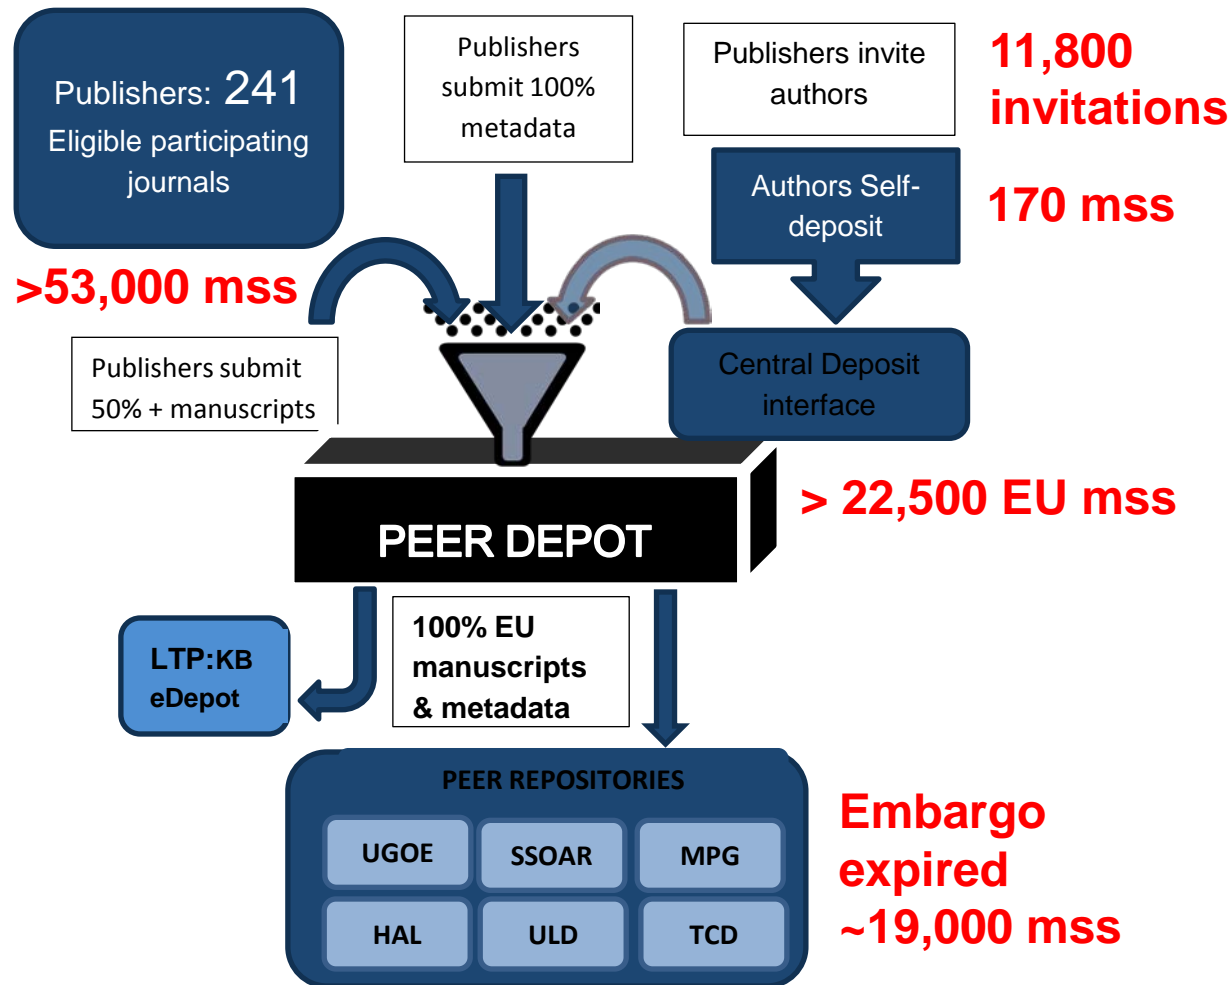 Publishers: 241
Eligible participating
journals
Publishers
submit 100%
metadata
Publishers invite
authors
11,800
invitations
Authors Self-
deposit
170 mss
>53,000 mss
Publishers submit
50% + manuscripts
Central Deposit
interface
> 22,500 EU mss
PEER DEPOT
LTP:KB
eDepot
100% EU
manuscripts
& metadata
PEER REPOSITORIES
UGOE
SSOAR
MPG
HAL
ULD
TCD
Embargo
expired
~19,000 mss